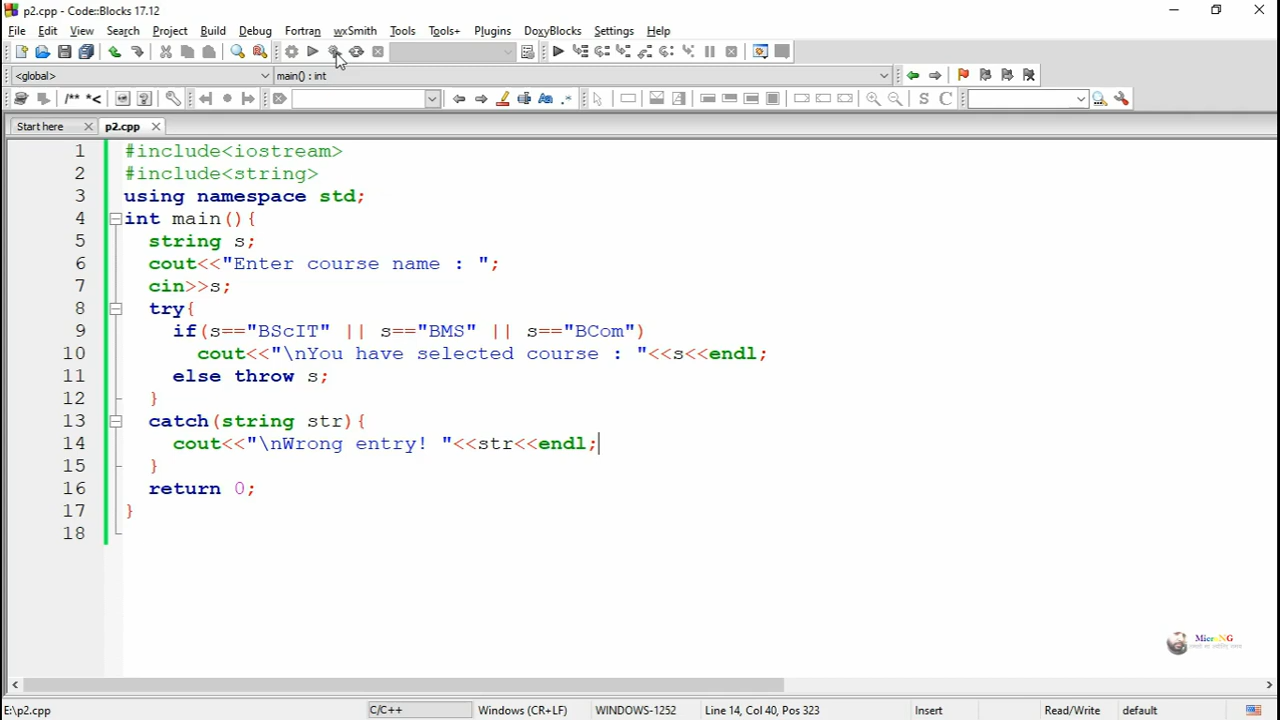 p2.cpp - Code::Blocks 17.12
File Edit View Search Project Build Debug Fortran wxSmith Tools Tools+ Plugins DoxyBlocks Settings Help
<global> main() : int
/** *<
Start here p2.cpp
1 #include<iostream>
2 #include<string>
3 using namespace std;
4 int main(){
5 string s;
6 cout<<"Enter course name : ";
7 cin>>s;
8 try{
9 if(s=="BScIT" || s=="BMS" || s=="BCom")
10 cout<<"\nYou have selected course : "<<s<<endl;
11 else throw s;
12 }
13 catch(string str){
14 cout<<"\nWrong entry! "<<str<<endl;
15 }
16 return 0;
17 }
18
MicroNG
E:\p2.cpp C/C++ Windows (CR+LF) WINDOWS-1252 Line 14, Col 40, Pos 323 Insert Read/Write default